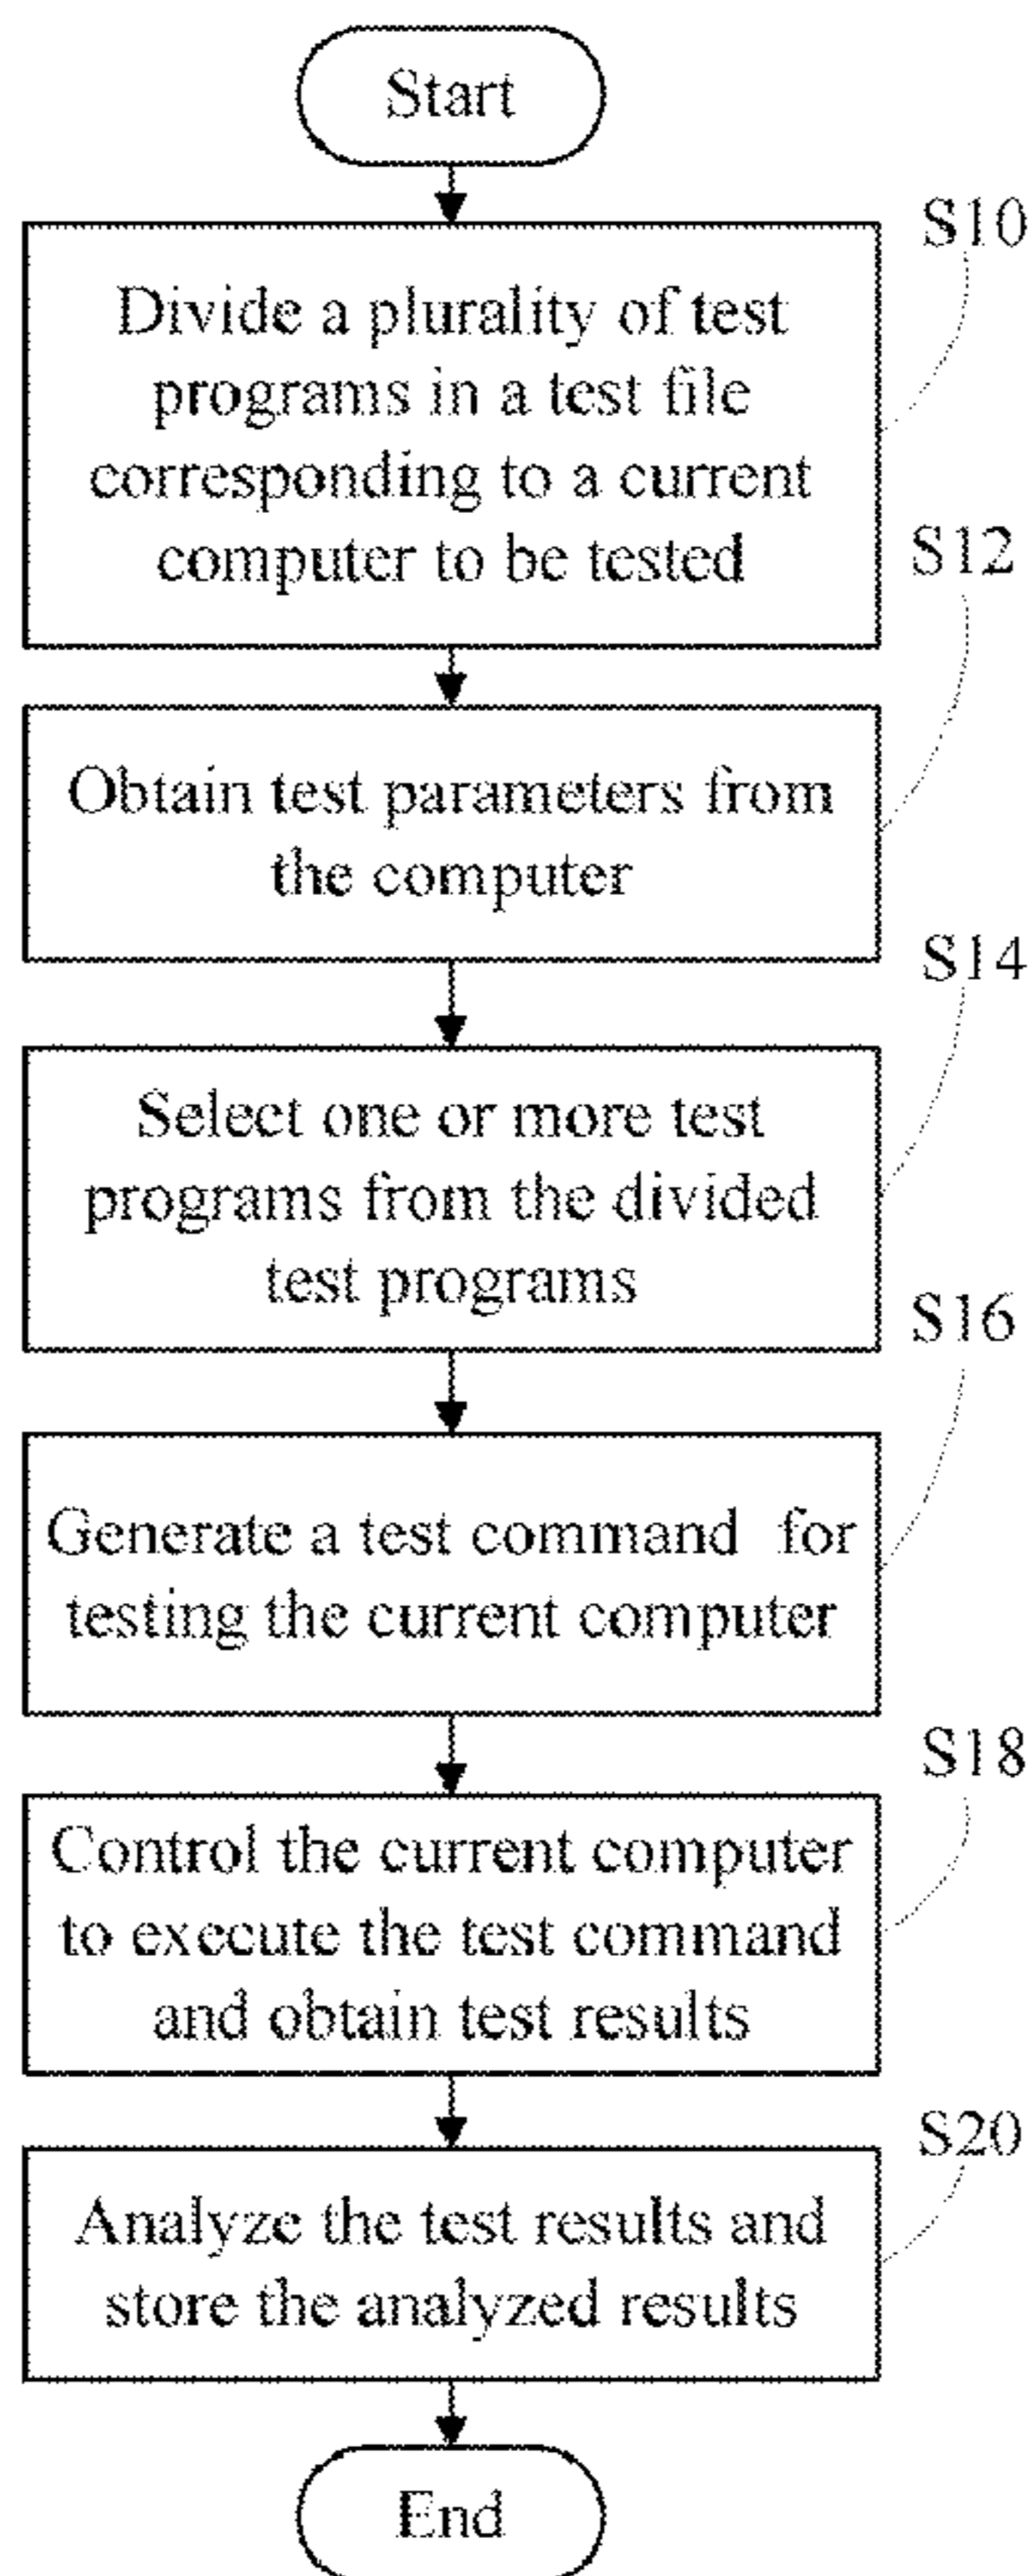 Start
S10
Divide a plurality of test
programs in a test file
corresponding to a current
computer to be tested
S12
Obtain test parameters from
the computer
S14
Select one or more test
programs from the divided
test programs
S16
Generate a test command for
testing the current computer
S18
Control the current computer
to execute the test command
and obtain test results
S20
Analyze the test results and
store the analyzed results
End